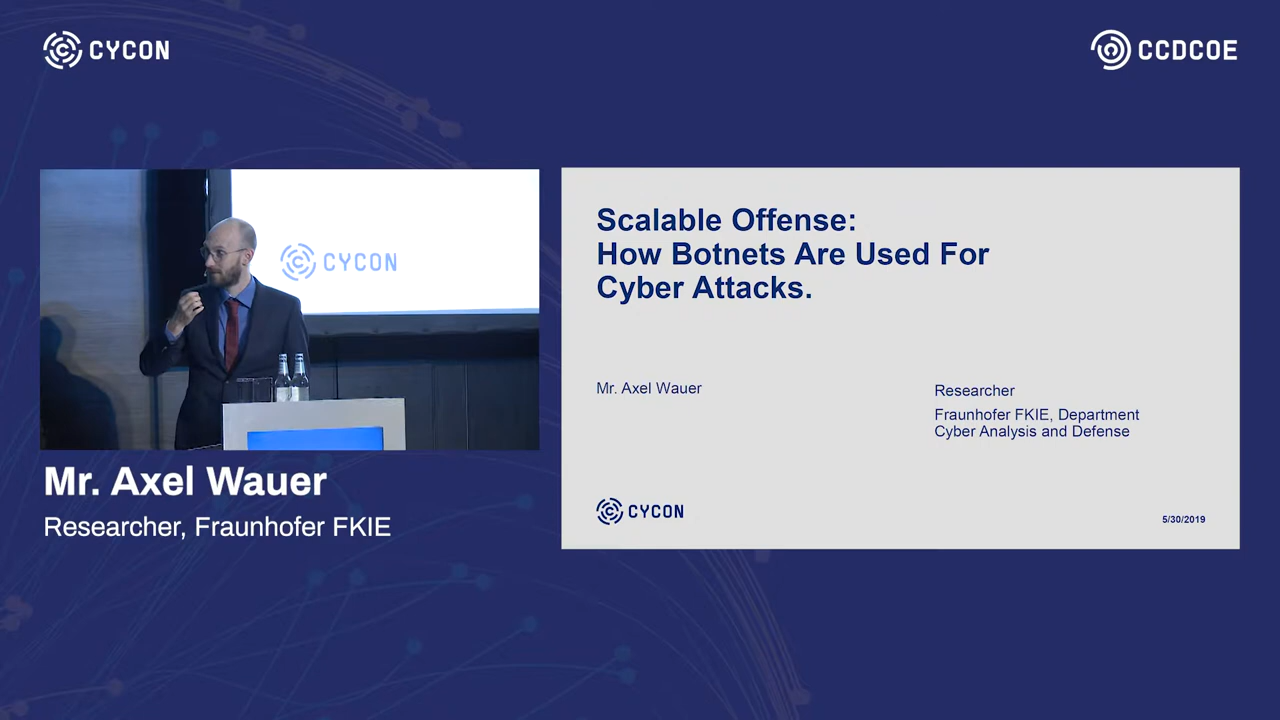 CYCON
CCDCOE
CYCON
Mr. Axel Wauer
Researcher, Fraunhofer FKIE
Scalable Offense:
How Botnets Are Used For
Cyber Attacks.
Mr. Axel Wauer
Researcher
Fraunhofer FKIE, Department
Cyber Analysis and Defense
CYCON
5/30/2019